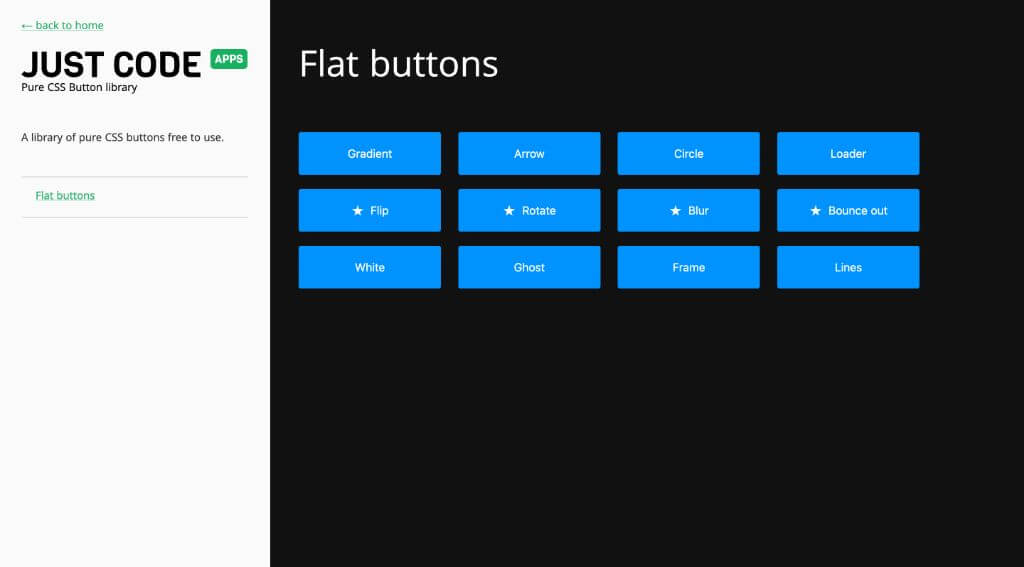 ← back to home
JUST CODE APPS
Pure CSS Button library
A library of pure CSS buttons free to use.
Flat buttons
Flat buttons
Gradient Arrow Circle Loader
★ Flip ★ Rotate ★ Blur ★ Bounce out
White Ghost Frame Lines